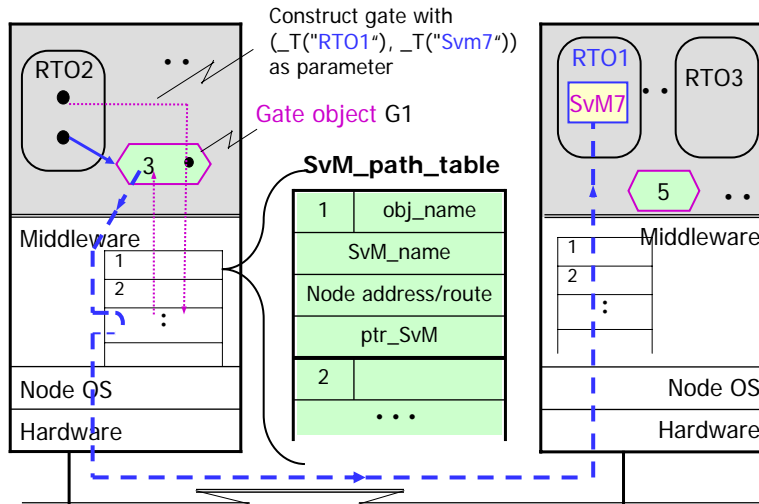 Construct gate with
(_T("RTO1"), _T("Svm7"))
as parameter
RTO2
Gate object G1
3
Middleware
1
2
:
Node OS
Hardware
SvM_path_table
1 obj_name
SvM_name
Node address/route
ptr_SvM
2
• • •
RTO1
SvM7
RTO3
5
Middleware
1
2
:
Node OS
Hardware